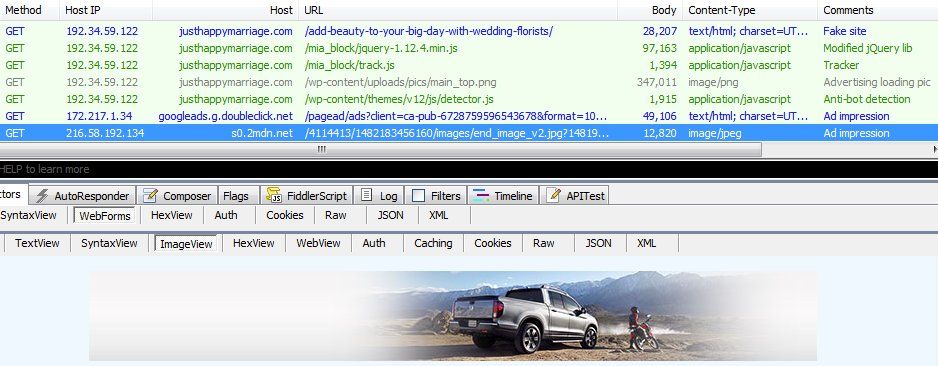 Method Host IP Host URL Body Content-Type Comments
GET 192.34.59.122 justhappymarriage.com /add-beauty-to-your-big-day-with-wedding-florists/ 28,207 text/html; charset=UT... Fake site
GET 192.34.59.122 justhappymarriage.com /mia_block/jquery-1.12.4.min.js 97,163 application/javascript Modified jQuery lib
GET 192.34.59.122 justhappymarriage.com /mia_block/track.js 1,394 application/javascript Tracker
GET 192.34.59.122 justhappymarriage.com /wp-content/uploads/pics/main_top.png 347,011 image/png Advertising loading pic
GET 192.34.59.122 justhappymarriage.com /wp-content/themes/v12/js/detector.js 1,915 application/javascript Anti-bot detection
GET 172.217.1.34 googleads.g.doubleclick.net /pagead/ads?client=ca-pub-6728759596543678&format=10... 49,106 text/html; charset=UT... Ad impression
GET 216.58.192.134 s0.2mdn.net /4114413/1482183456160/images/end_image_v2.jpg?14819... 12,820 image/jpeg Ad impression
HELP to learn more
ctors AutoResponder Composer Flags FiddlerScript Log Filters Timeline APITest
SyntaxView WebForms HexView Auth Cookies Raw JSON XML
TextView SyntaxView ImageView HexView WebView Auth Caching Cookies Raw JSON XML